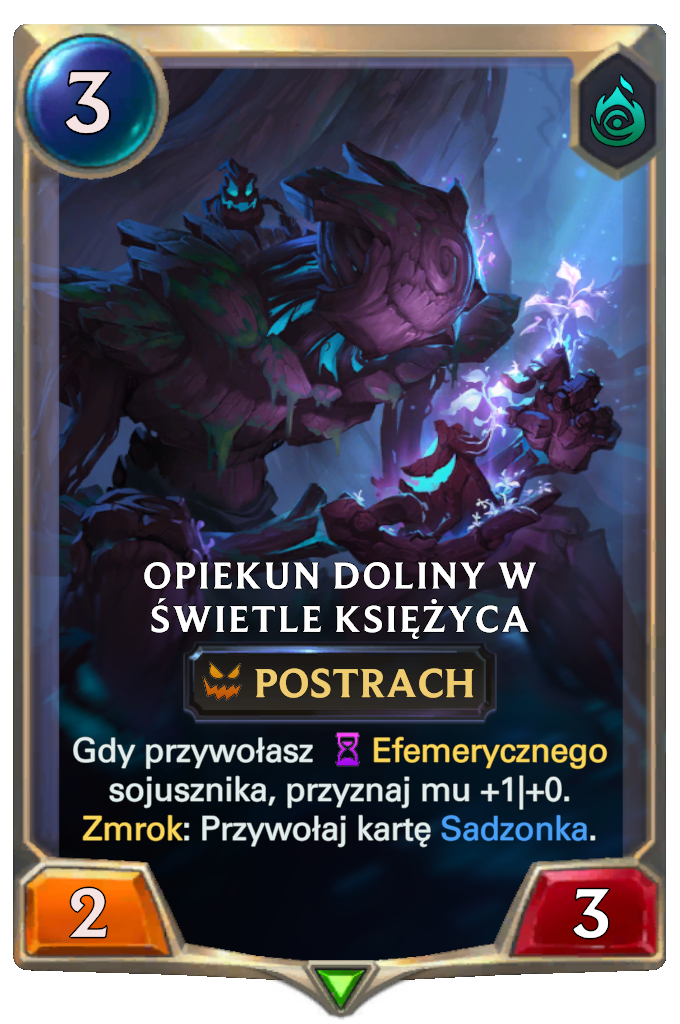 3
OPIEKUN DOLINY W
ŚWIETLE KSIĘŻYCA
POSTRACH
Gdy przywołasz Efemerycznego
sojusznika, przyznaj mu +1|+0.
Zmrok: Przywołaj kartę Sadzonka.
2
3